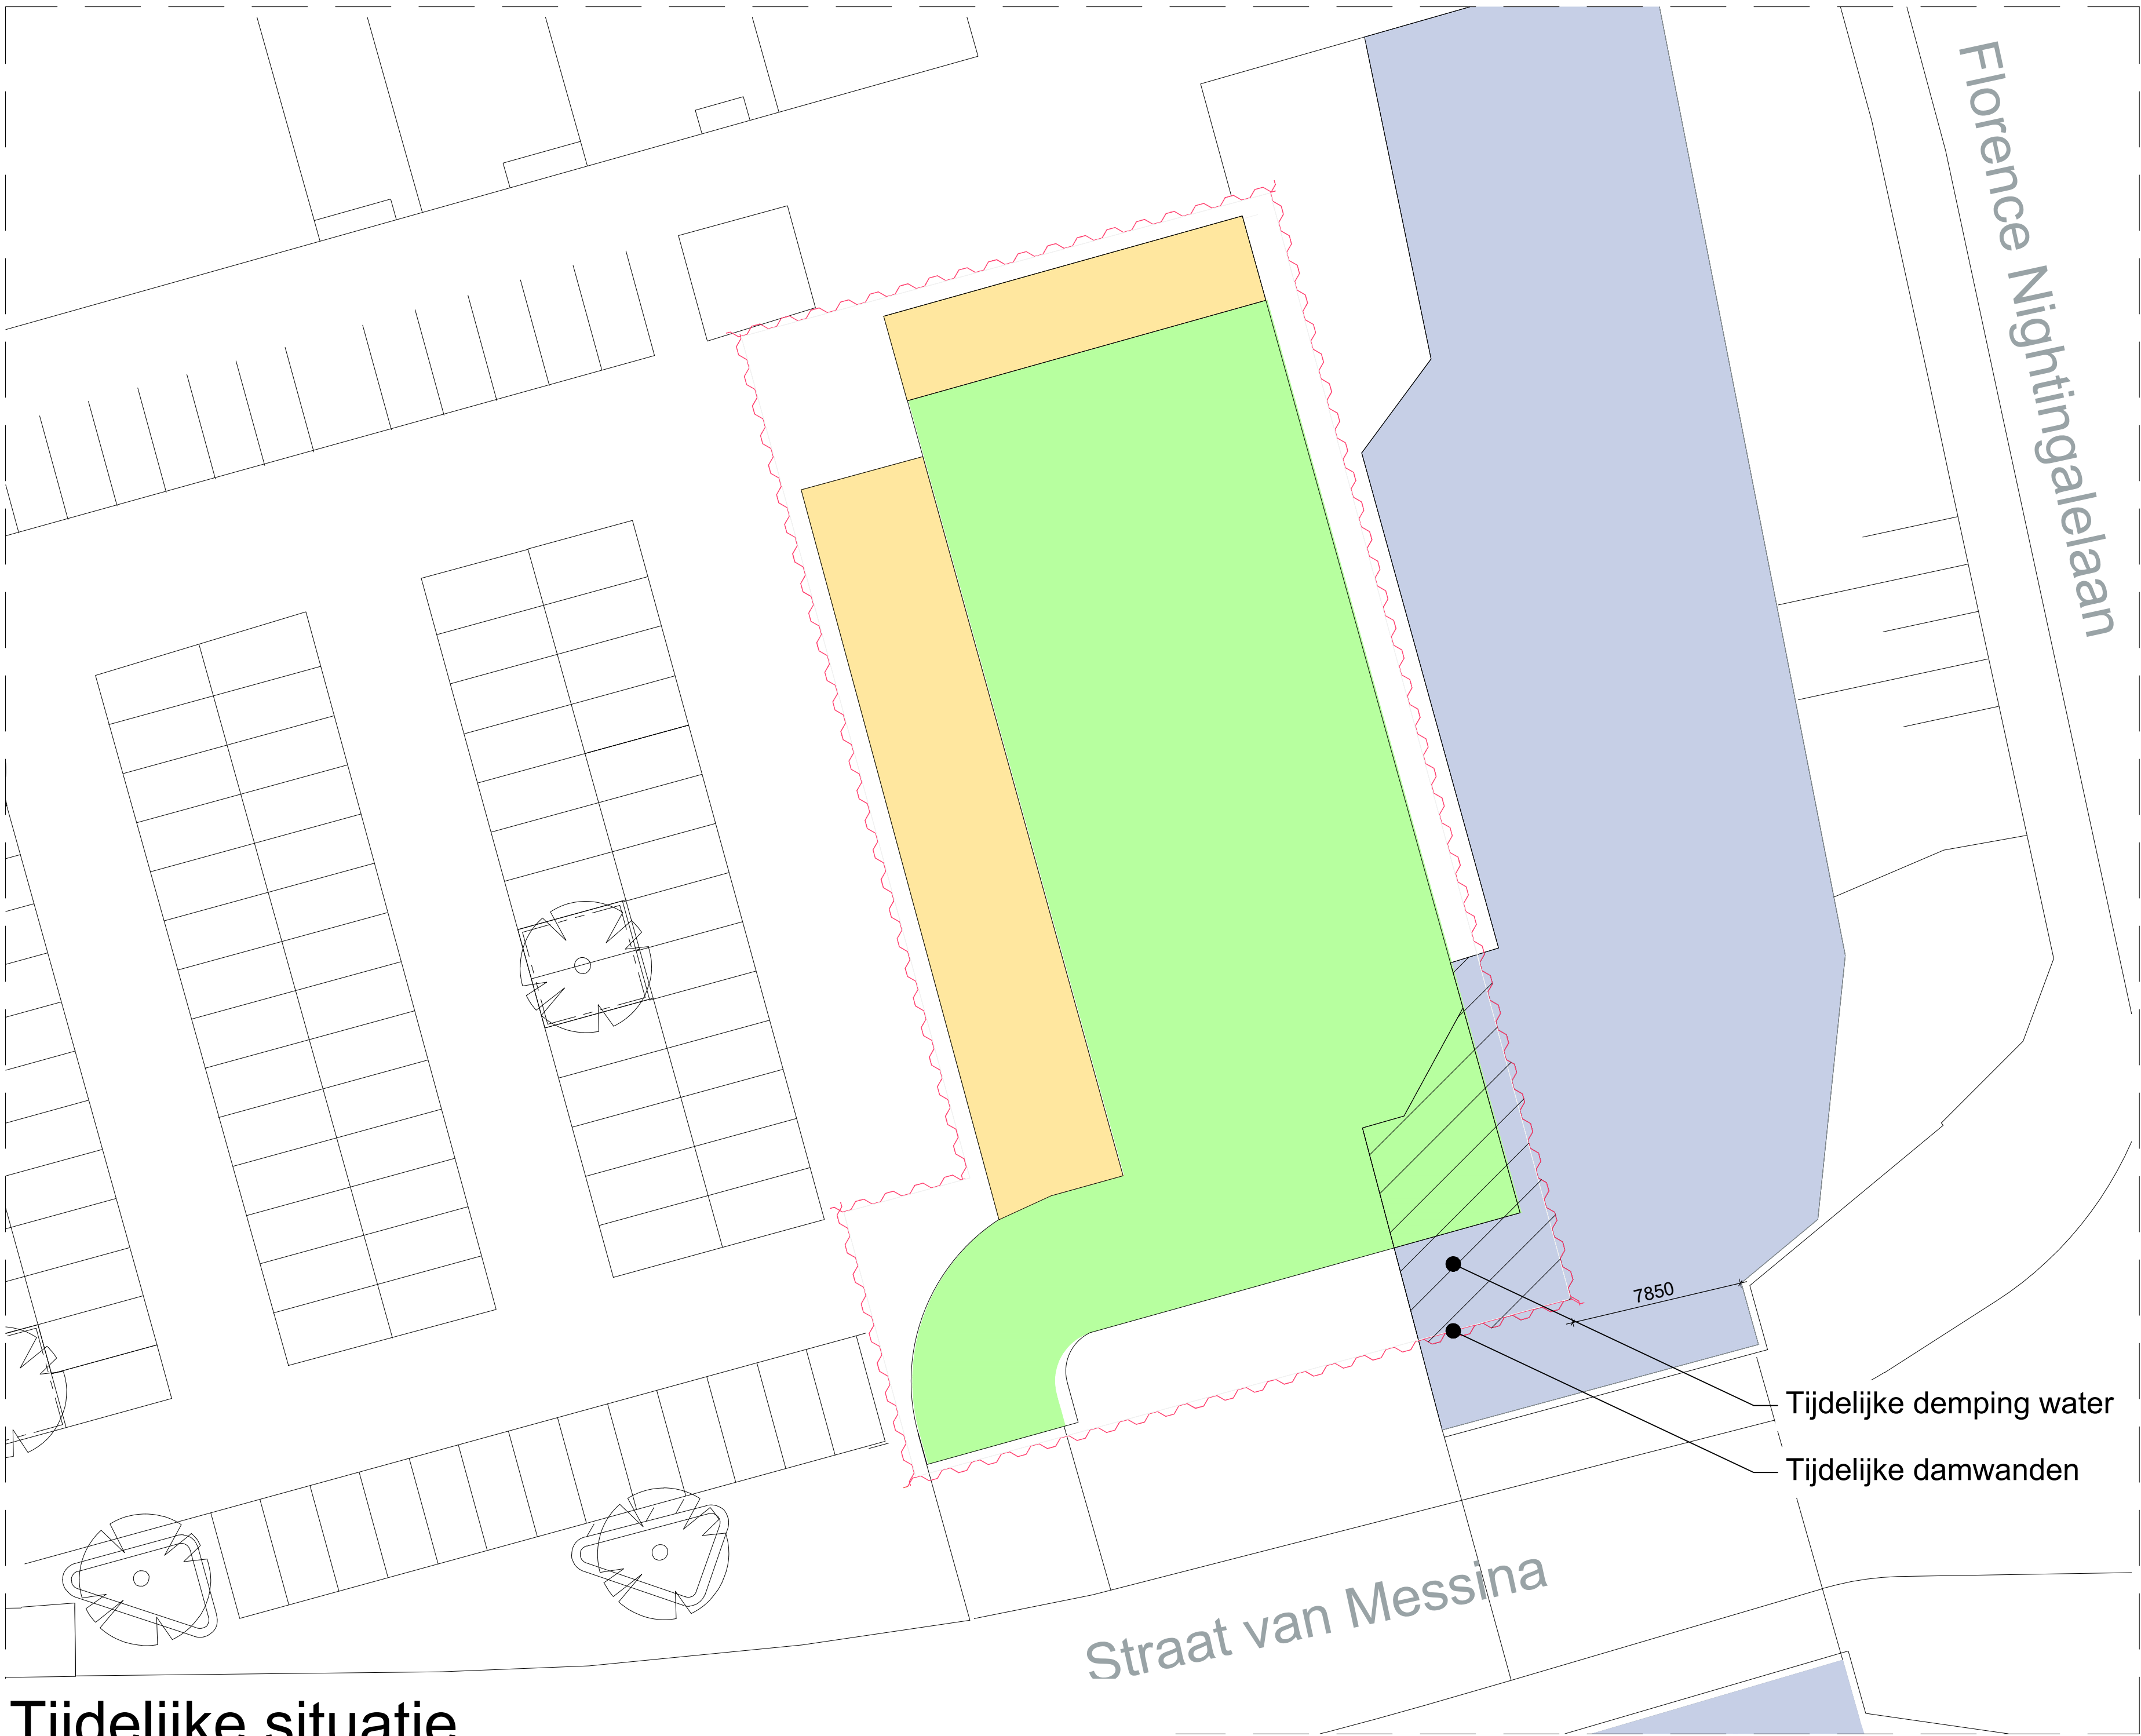 Florence Nightingalelaan
7850
Tijdelijke demping water
Tijdelijke damwanden
Straat van Messina
Tijdelijke situatie